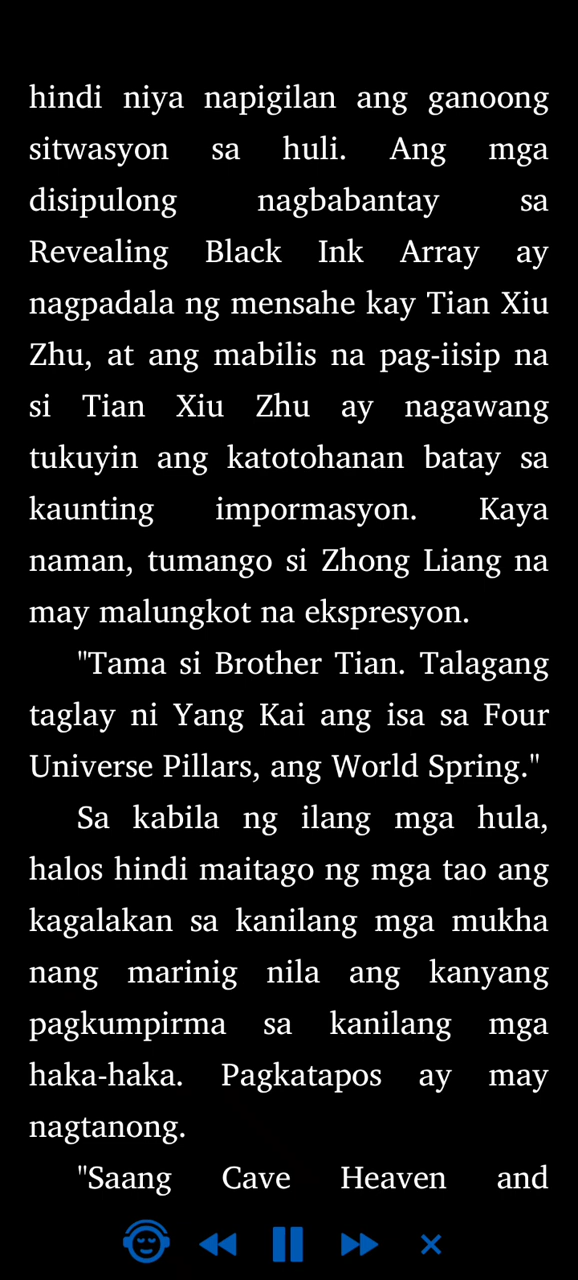 hindi niya napigilan ang ganoong
sitwasyon sa huli. Ang mga
disipulong nagbabantay sa
Revealing Black Ink Array ay
nagpadala ng mensahe kay Tian Xiu
Zhu, at ang mabilis na pag-iisip na
si Tian Xiu Zhu ay nagawang
tukuyin ang katotohanan batay sa
kaunting impormasyon. Kaya
naman, tumango si Zhong Liang na
may malungkot na ekspresyon.
"Tama si Brother Tian. Talagang
taglay ni Yang Kai ang isa sa Four
Universe Pillars, ang World Spring."
Sa kabila ng ilang mga hula,
halos hindi maitago ng mga tao ang
kagalakan sa kanilang mga mukha
nang marinig nila ang kanyang
pagkumpirma sa kanilang mga
haka-haka. Pagkatapos ay may
nagtanong.
"Saang Cave Heaven and